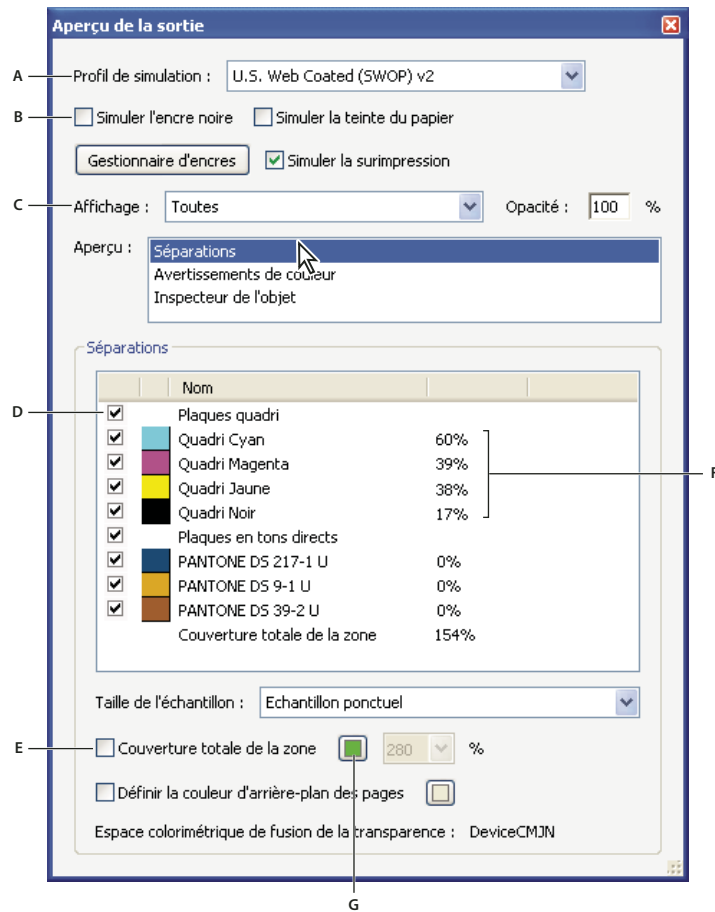 Aperçu de la sortie
A Profil de simulation : U.S. Web Coated (SWOP) v2
B Simuler l'encre noire Simuler la teinte du papier
Gestionnaire d'encres Simuler la surimpression
C Affichage : Toutes Opacité : 100 %
Aperçu : Séparations
Avertissements de couleur
Inspecteur de l'objet
Séparations
Nom
D Plaques quadri
Quadri Cyan 60%
Quadri Magenta 39%
F
Quadri Jaune 38%
Quadri Noir 17%
Plaques en tons directs
PANTONE DS 217-1 U 0%
PANTONE DS 9-1 U 0%
PANTONE DS 39-2 U 0%
Couverture totale de la zone 154%
Taille de l'échantillon : Echantillon ponctuel
E Couverture totale de la zone 280 %
Définir la couleur d'arrière-plan des pages
Espace colorimétrique de fusion de la transparence : DeviceCMJN
G